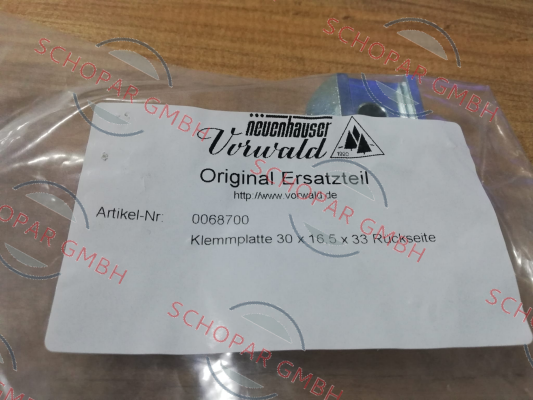 neuenhauser
Vorwald
1990
Original Ersatzteil
http://www.vorwald.de
Artikel-Nr: 0068700
Klemmplatte 30 x 16,5 x 33 Rückseite
SCHOPAR GMBH
SCHOPAR GMBH
SCHOPAR GMBH
SCHOPAR GMBH
SCHOPAR GMBH
SCHOPAR GMBH